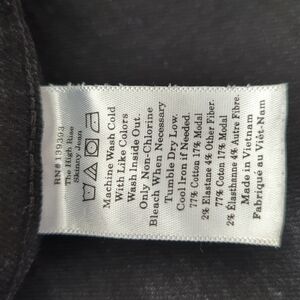 RN# 139393
The High Rise
Skinny Jean
Machine Wash Cold
With Like Colors
Wash Inside Out.
Only Non-Chlorine
Bleach When Necessary
Tumble Dry Low.
Cool Iron if Needed.
77% Cotton 17% Modal
2% Elastane 4% Other Fiber.
77% Coton 17% Modal
2% Élasthanne 4% Autre Fibre.
Made in Vietnam
Fabriqué au Viêt-Nam